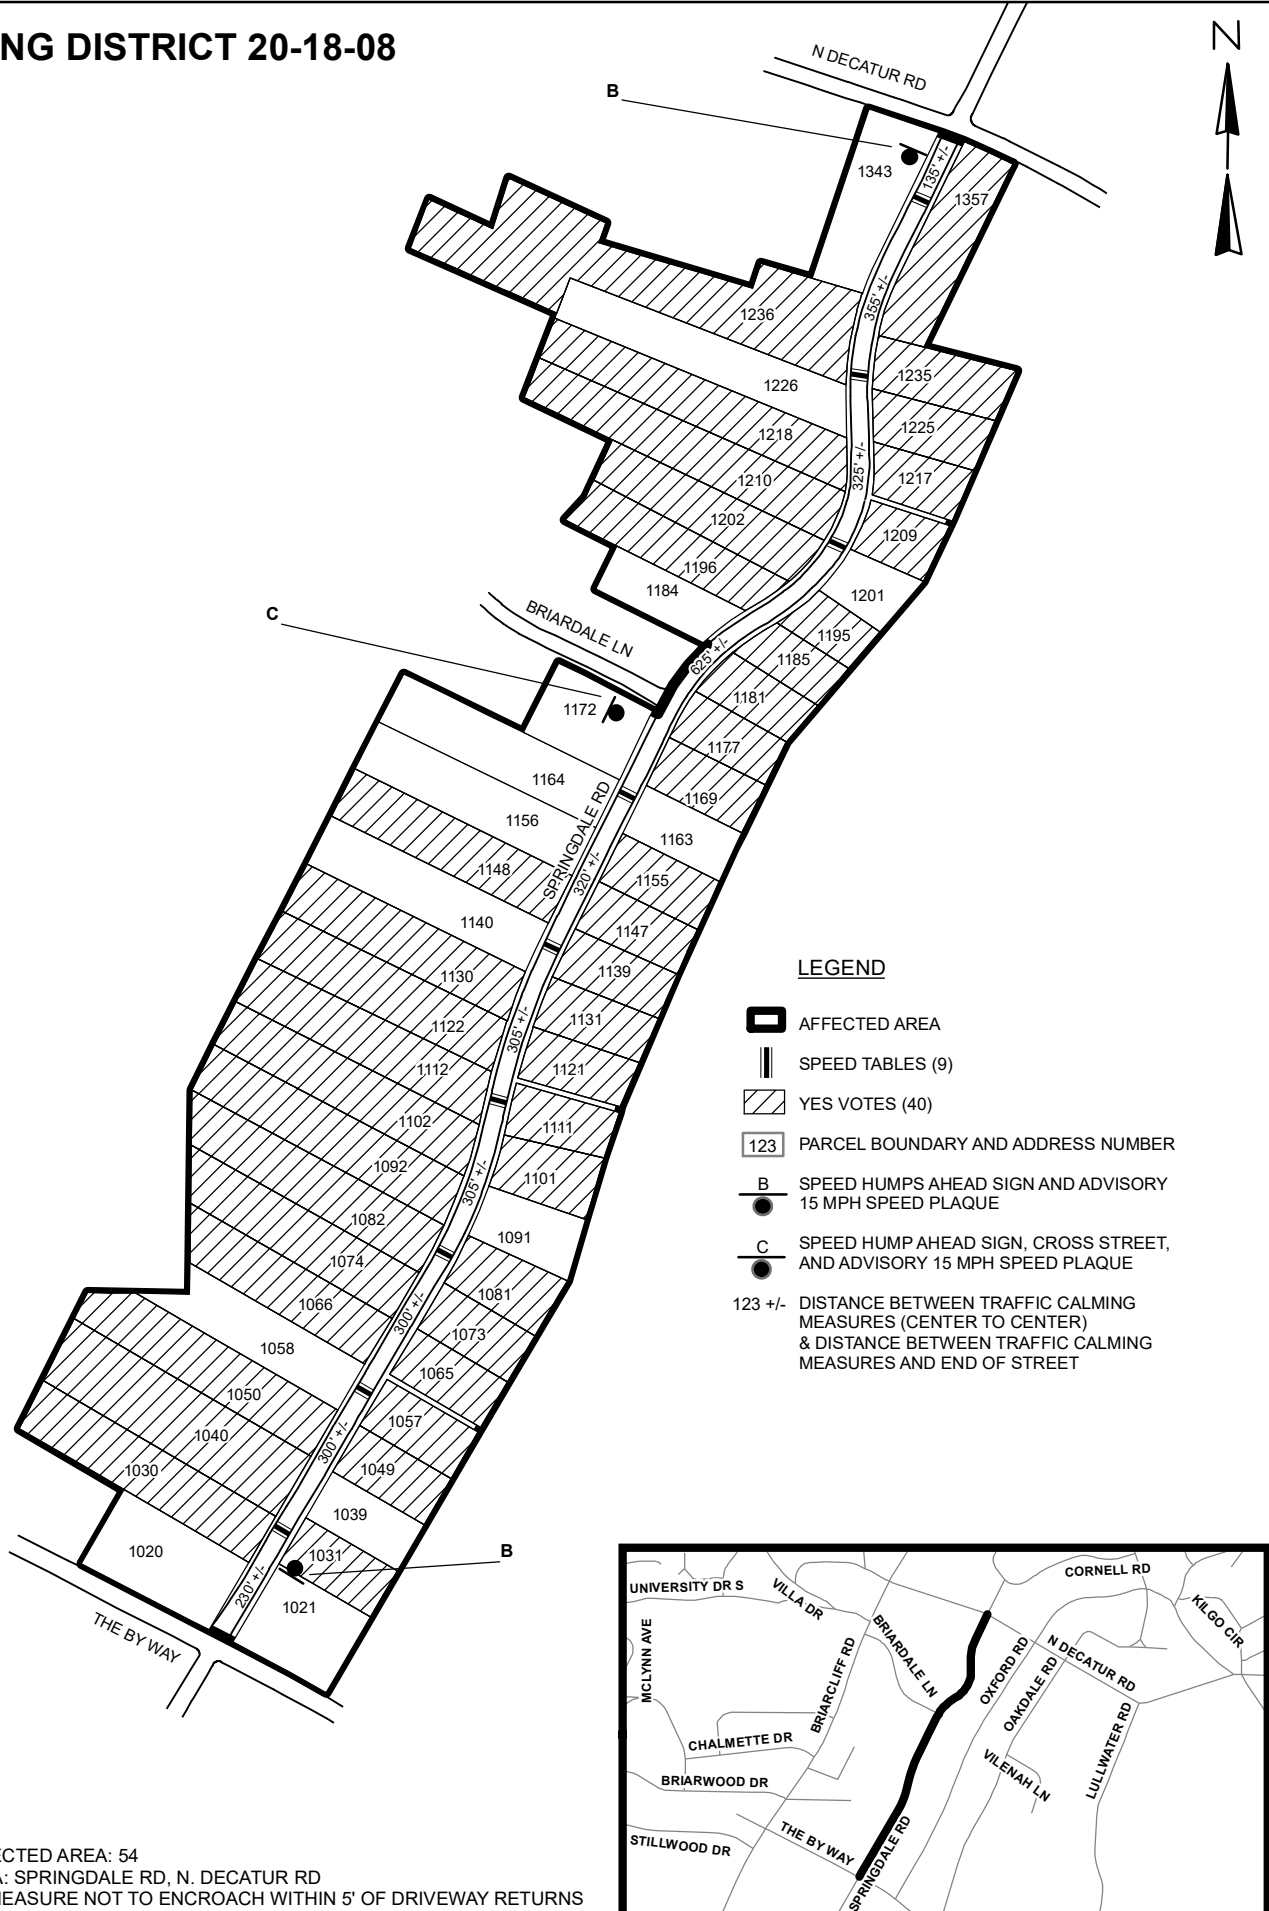 NG DISTRICT 20-18-08
N
N DECATUR RD
B
1343
135' +/-
1357
355' +/-
1236
1235
1226
1225
1218
325' +/-
1217
1210
1202
1209
1196
1184
1201
C
BRIARDALE LN
1195
625' +/-
1185
1181
1172
1177
1164
1169
SPRINGDALE RD
1156
1163
320' +/-
1148
1155
1140
1147
1130
1139
1122
305' +/-
1131
1112
1121
1102
1111
1092
305' +/-
1101
1082
1091
1074
1066
300' +/-
1081
1058
1073
1050
1065
1040
300' +/-
1057
1030
1049
1020
1039
1031
B
230' +/-
1021
THE BY WAY
LEGEND
AFFECTED AREA
SPEED TABLES (9)
YES VOTES (40)
123 PARCEL BOUNDARY AND ADDRESS NUMBER
B SPEED HUMPS AHEAD SIGN AND ADVISORY
15 MPH SPEED PLAQUE
C SPEED HUMP AHEAD SIGN, CROSS STREET,
AND ADVISORY 15 MPH SPEED PLAQUE
123 +/- DISTANCE BETWEEN TRAFFIC CALMING
MEASURES (CENTER TO CENTER)
& DISTANCE BETWEEN TRAFFIC CALMING
MEASURES AND END OF STREET
UNIVERSITY DR S
VILLA DR
CORNELL RD
KILGO CIR
MCLYNN AVE
BRIARCLIFF RD
BRIARDALE LN
OXFORD RD
OAKDALE RD
N DECATUR RD
LULLWATER RD
CHALMETTE DR
VILENAH LN
BRIARWOOD DR
STILLWOOD DR
THE BY WAY
SPRINGDALE RD
ECTED AREA: 54
A: SPRINGDALE RD, N. DECATUR RD
MEASURE NOT TO ENCROACH WITHIN 5' OF DRIVEWAY RETURNS